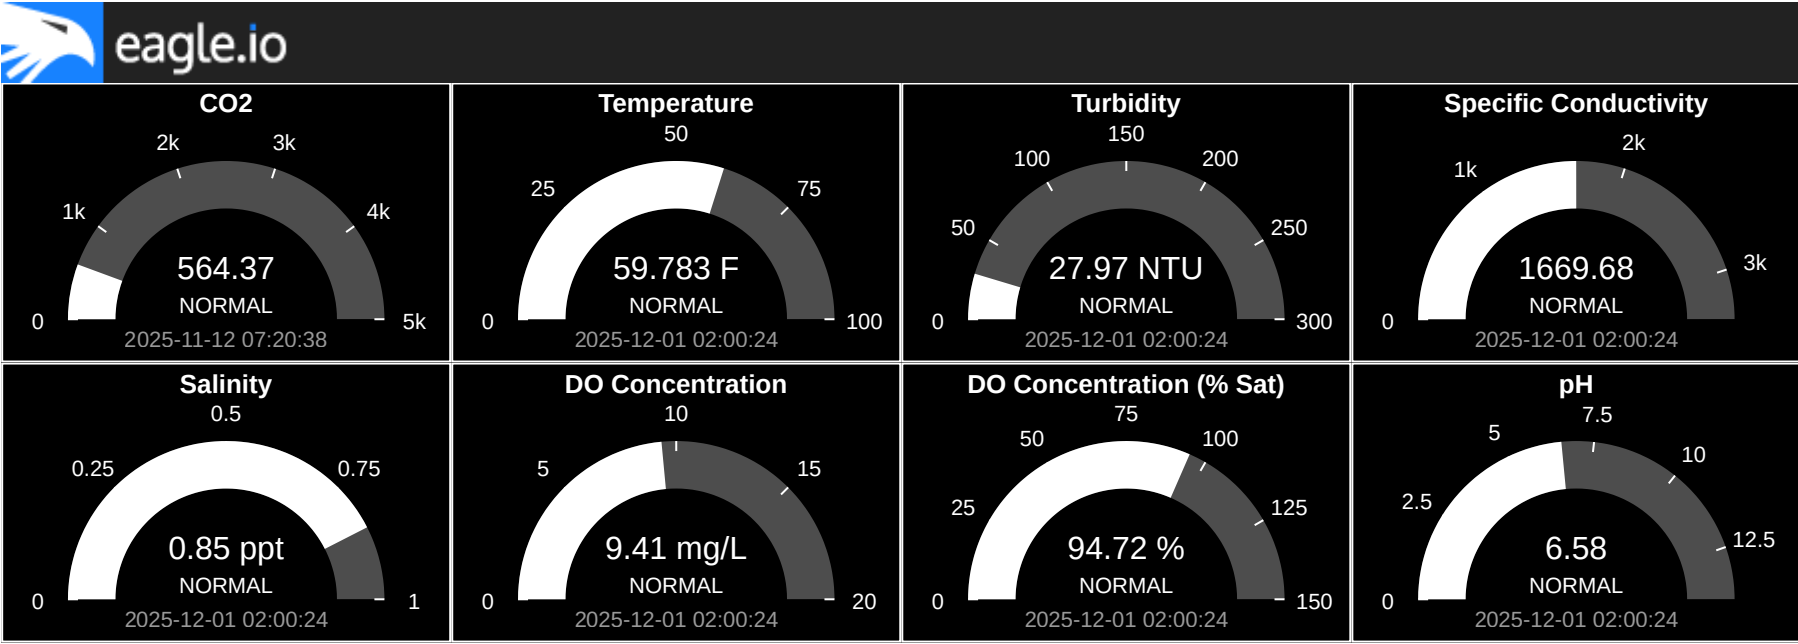 eagle.io
CO2
2k
3k
1k
4k
564.37
NORMAL
0
5k
2025-11-12 07:20:38
Temperature
50
25
75
59.783 F
NORMAL
0
100
2025-12-01 02:00:24
Turbidity
150
100
200
50
250
27.97 NTU
NORMAL
0
300
2025-12-01 02:00:24
Specific Conductivity
2k
1k
3k
1669.68
NORMAL
0
2025-12-01 02:00:24
Salinity
0.5
0.25
0.75
0.85 ppt
NORMAL
0
1
2025-12-01 02:00:24
DO Concentration
10
5
15
9.41 mg/L
NORMAL
0
20
2025-12-01 02:00:24
DO Concentration (% Sat)
75
50
100
25
125
94.72 %
NORMAL
0
150
2025-12-01 02:00:24
pH
7.5
5
10
2.5
12.5
6.58
NORMAL
0
2025-12-01 02:00:24